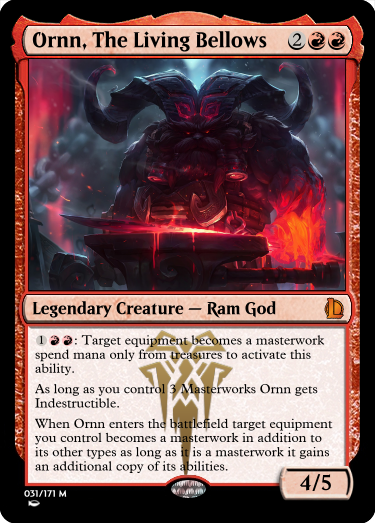 Ornn, The Living Bellows 2
Legendary Creature — Ram God
1 : Target equipment becomes a masterwork
spend mana only from treasures to activate this
ability.
As long as you control 3 Masterworks Ornn gets
Indestructible.
When Ornn enters the battlefield target equipment
you control becomes a masterwork in addition to
its other types as long as it is a masterwork it gains
an additional copy of its abilities.
4/5
031/171 M